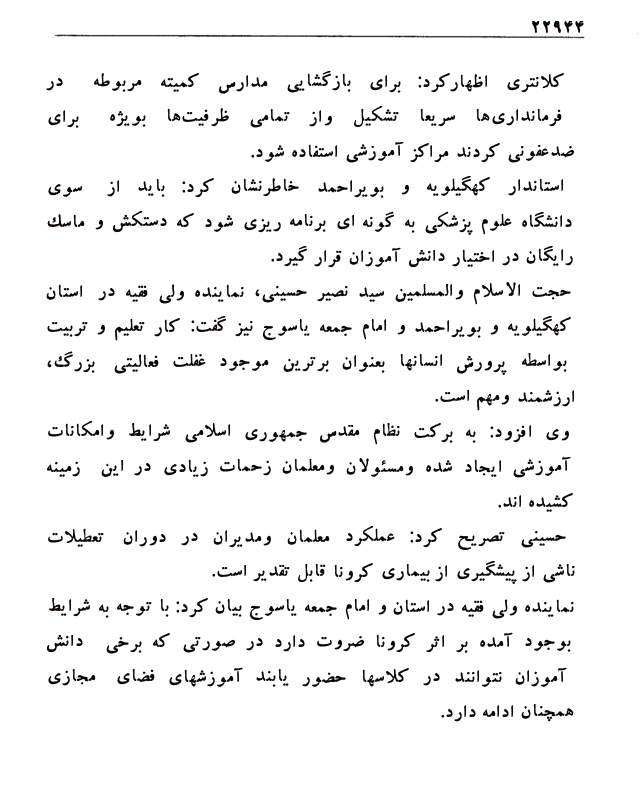 ۲۲۹۴۴
کلانتری اظهارکرد: برای بازگشایی مدارس کمیته مربوطه در
فرمانداری‌ها سریعا تشکیل واز تمامی ظرفیت‌ها بویژه برای
ضدعفونی کردند مراکز آموزشی استفاده شود.
استاندار کهگیلویه و بویراحمد خاطرنشان کرد: باید از سوی
دانشگاه علوم پزشکی به گونه ای برنامه ریزی شود که دستکش و ماسك
رایگان در اختیار دانش آموزان قرار گیرد.
حجت الاسلام والمسلمین سید نصیر حسینی، نماینده ولی فقیه در استان
کهگیلویه و بویراحمد و امام جمعه یاسوج نیز گفت: کار تعلیم و تربیت
بواسطه پرورش انسانها بعنوان برترین موجود غفلت فعالیتی بزرگ،
ارزشمند ومهم است.
وی افزود: به برکت نظام مقدس جمهوری اسلامی شرایط وامکانات
آموزشی ایجاد شده ومسئولان ومعلمان زحمات زیادی در این زمینه
کشیده اند.
حسینی تصریح کرد: عملکرد معلمان ومدیران در دوران تعطیلات
ناشی از پیشگیری از بیماری کرونا قابل تقدیر است.
نماینده ولی فقیه در استان و امام جمعه یاسوج بیان کرد: با توجه به شرایط
بوجود آمده بر اثر کرونا ضروت دارد در صورتی که برخی دانش
آموزان نتوانند در کلاسها حضور یابند آموزشهای فضای مجازی
همچنان ادامه دارد.